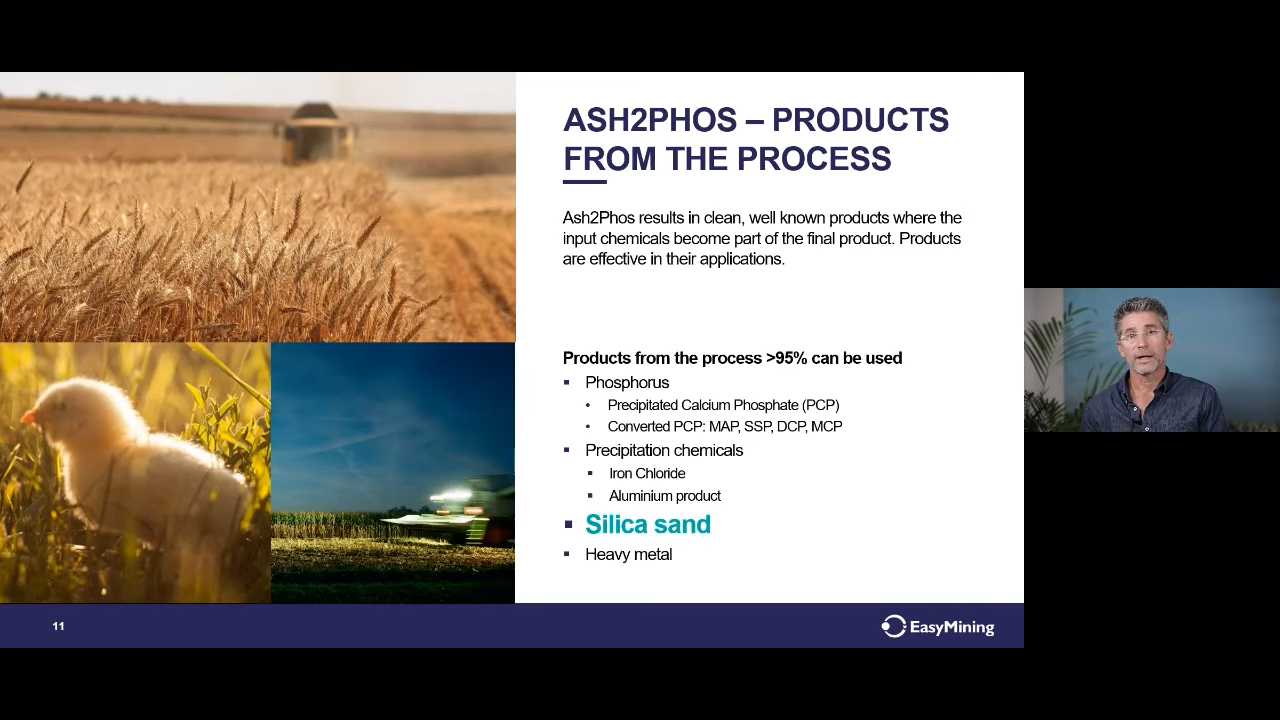 ASH2PHOS – PRODUCTS
FROM THE PROCESS
Ash2Phos results in clean, well known products where the
input chemicals become part of the final product. Products
are effective in their applications.
Products from the process >95% can be used
▪ Phosphorus
• Precipitated Calcium Phosphate (PCP)
• Converted PCP: MAP, SSP, DCP, MCP
▪ Precipitation chemicals
▪ Iron Chloride
▪ Aluminium product
▪ Silica sand
▪ Heavy metal
11
EasyMining